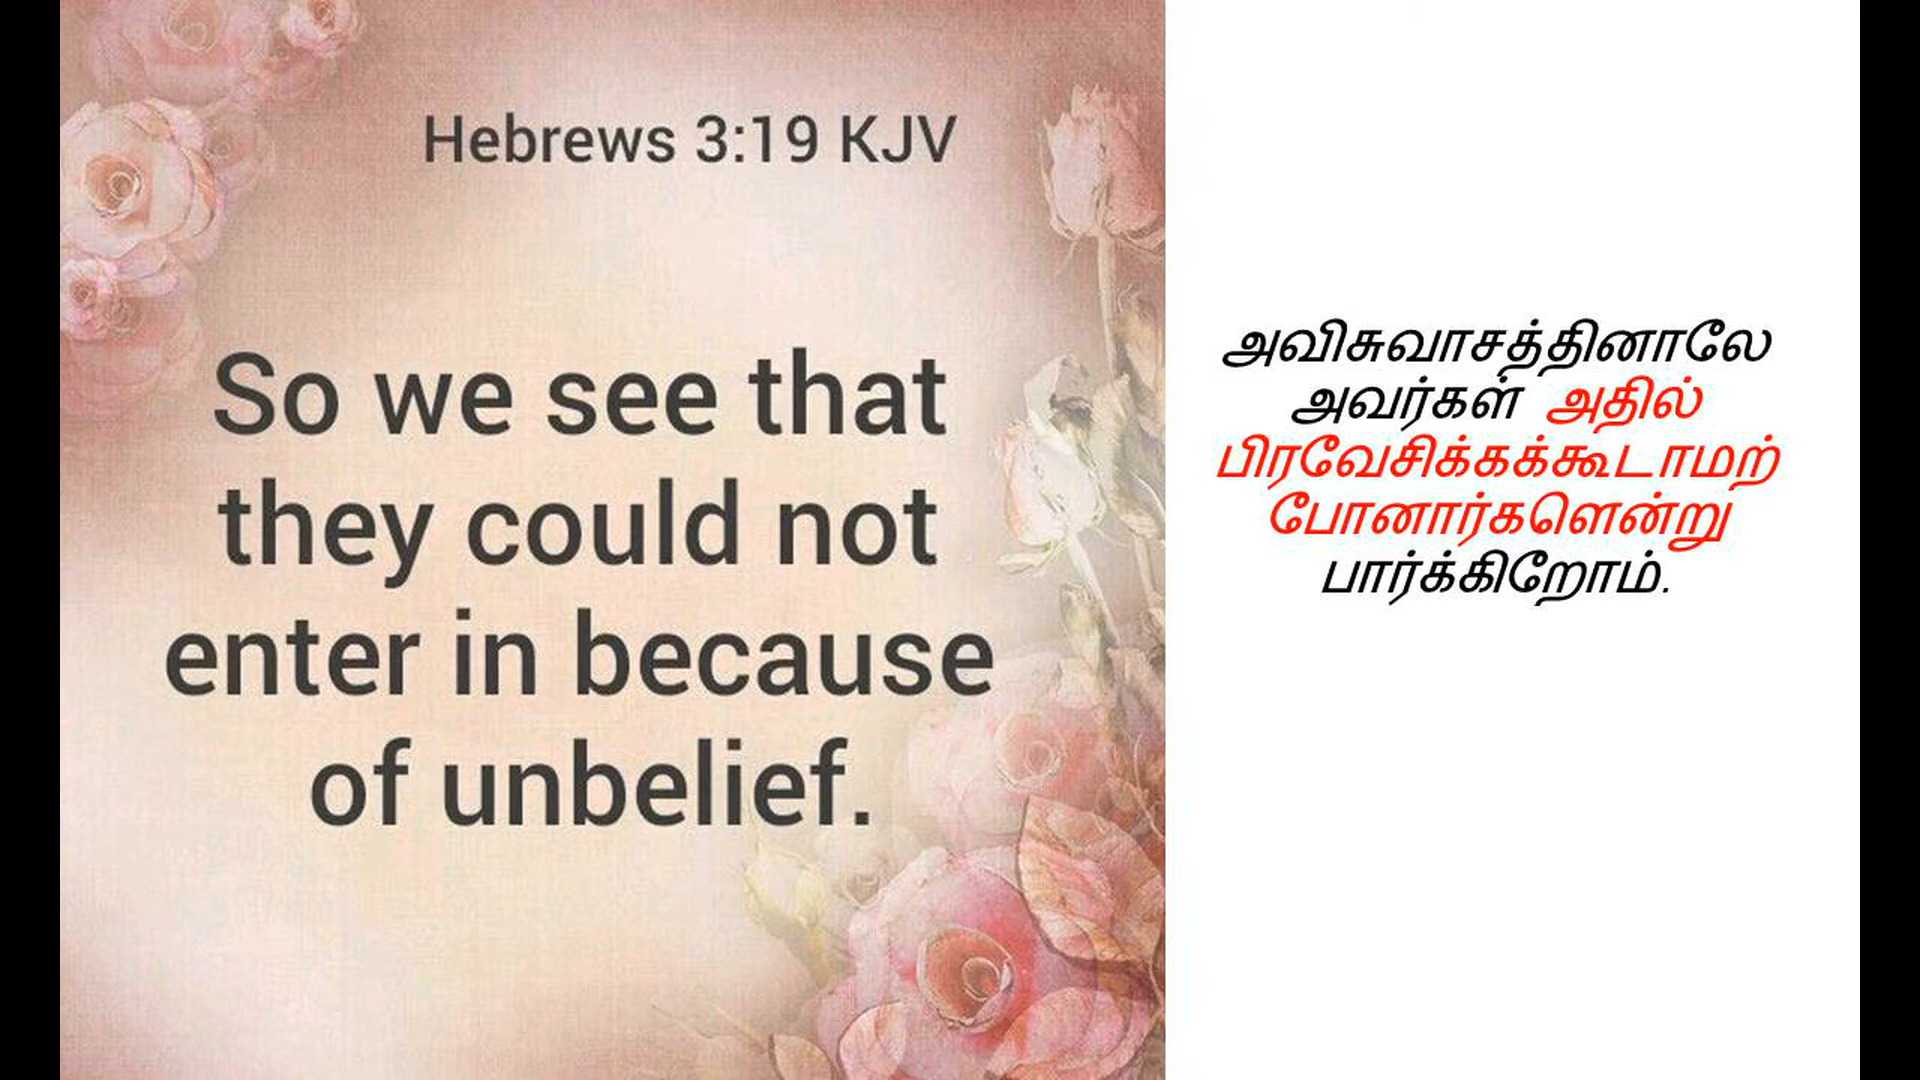 Hebrews 3:19 KJV
So we see that
they could not
enter in because
of unbelief.
அவிசுவாசத்தினாலே
அவர்கள் அதில்
பிரவேசிக்கக்கூடாமற்
போனார்களென்று
பார்க்கிறோம்.